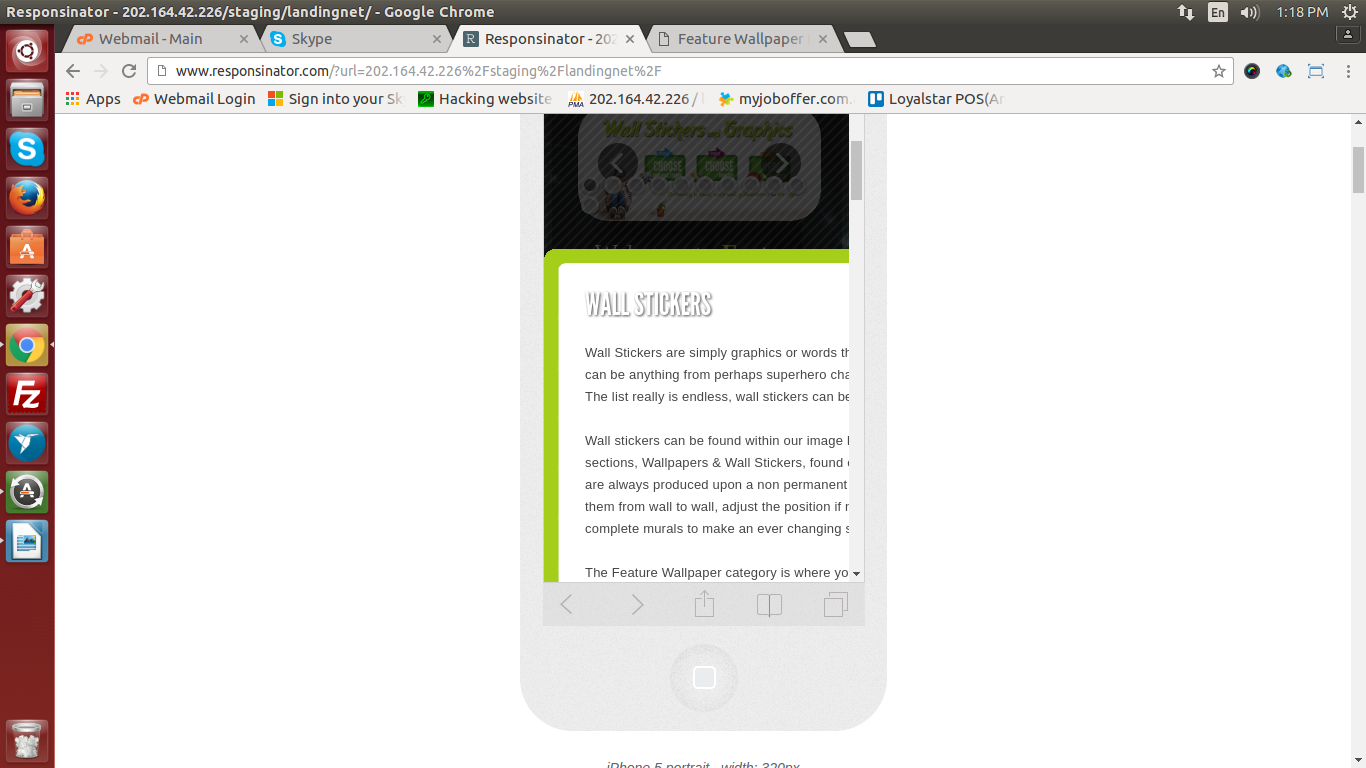 Responsinator - 202.164.42.226/staging/landingnet/ - Google Chrome
En
1:18 PM
Webmail - Main
Skype
Responsinator - 202
Feature Wallpaper
www.responsinator.com/?url=202.164.42.226%2Fstaging%2Flandingnet%2F
Apps
Webmail Login
Sign into your Sk
Hacking website
PMA
202.164.42.226 /
myjoboffer.com
Loyalstar POS(Ar
Wall Stickers and Graphics
CHOOSE
CHOOSE
WALL STICKERS
Wall Stickers are simply graphics or words th
can be anything from perhaps superhero cha
The list really is endless, wall stickers can be
Wall stickers can be found within our image
sections, Wallpapers & Wall Stickers, found
are always produced upon a non permanent
them from wall to wall, adjust the position if
complete murals to make an ever changing s
The Feature Wallpaper category is where yo
iPhone 5 portrait - width: 320px